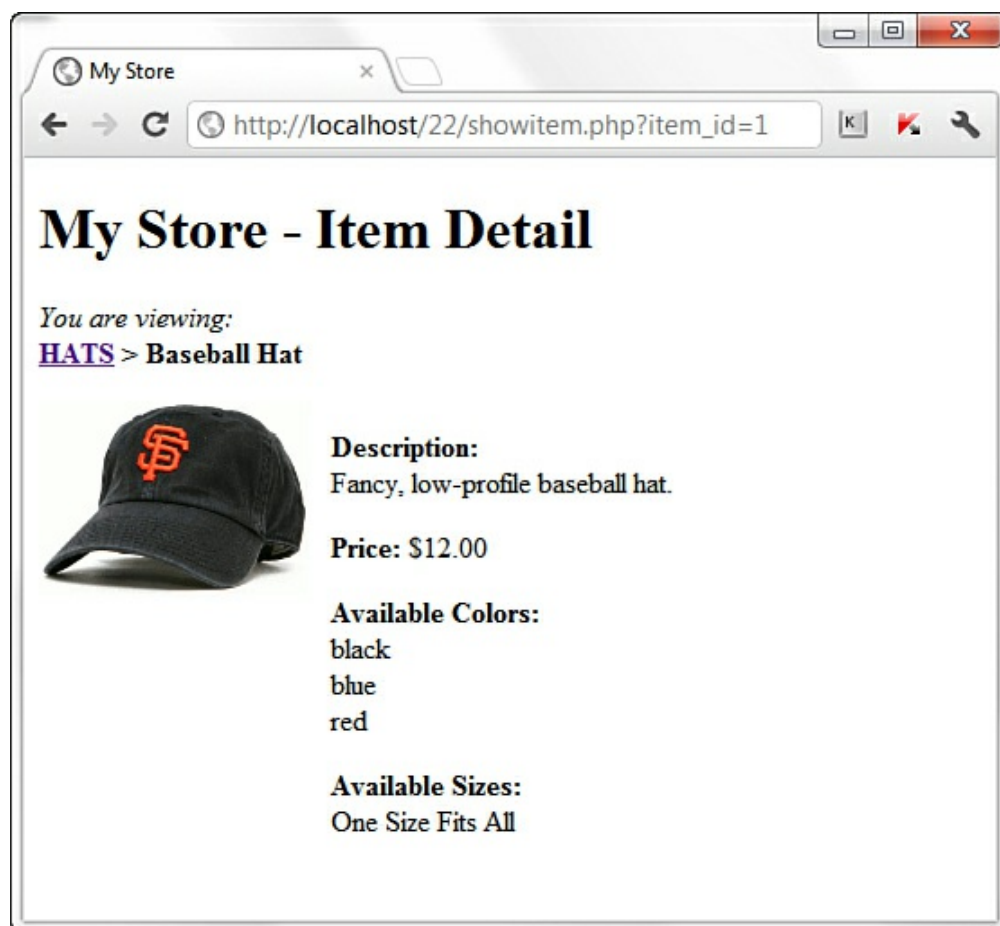 My Store
http://localhost/22/showitem.php?item_id=1
K
My Store - Item Detail
You are viewing:
HATS > Baseball Hat
SF
Description:
Fancy, low-profile baseball hat.
Price: $12.00
Available Colors:
black
blue
red
Available Sizes:
One Size Fits All